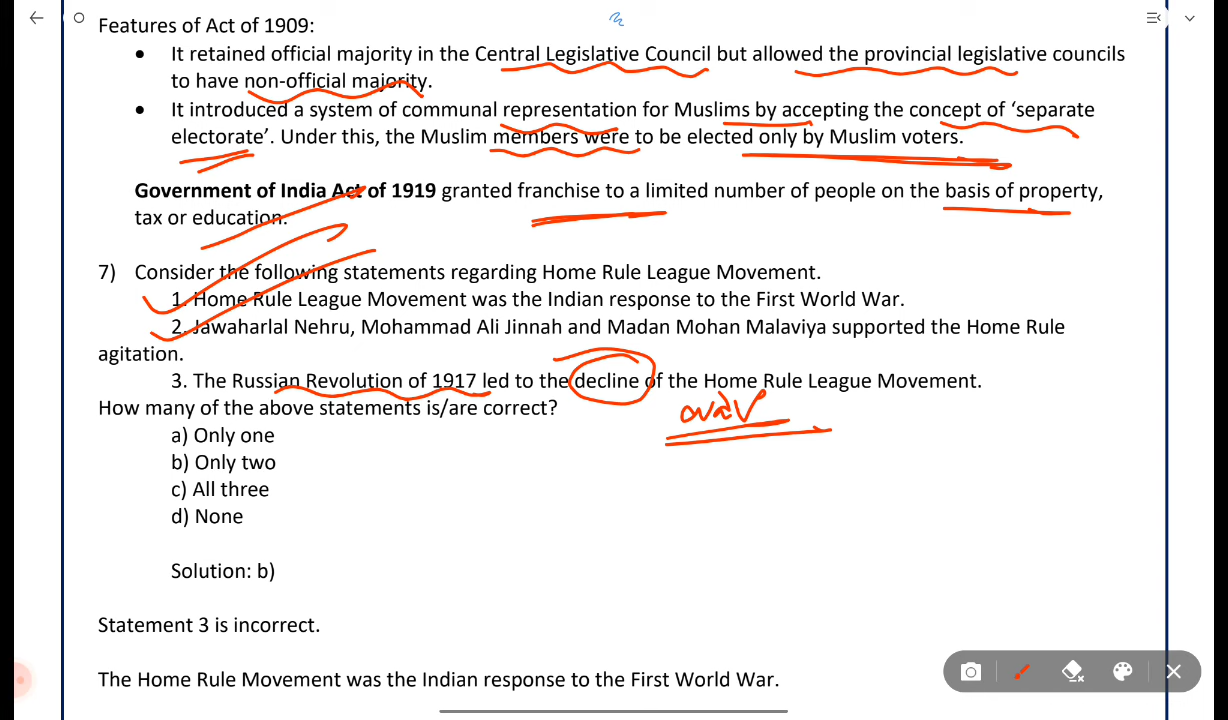 Features of Act of 1909:
• It retained official majority in the Central Legislative Council but allowed the provincial legislative councils
to have non-official majority.
• It introduced a system of communal representation for Muslims by accepting the concept of ‘separate
electorate’. Under this, the Muslim members were to be elected only by Muslim voters.
Government of India Act of 1919 granted franchise to a limited number of people on the basis of property,
tax or education.
7) Consider the following statements regarding Home Rule League Movement.
1. Home Rule League Movement was the Indian response to the First World War.
2. Jawaharlal Nehru, Mohammad Ali Jinnah and Madan Mohan Malaviya supported the Home Rule
agitation.
3. The Russian Revolution of 1917 led to the decline of the Home Rule League Movement.
How many of the above statements is/are correct?
a) Only one
b) Only two
c) All three
d) None
Solution: b)
Statement 3 is incorrect.
The Home Rule Movement was the Indian response to the First World War.